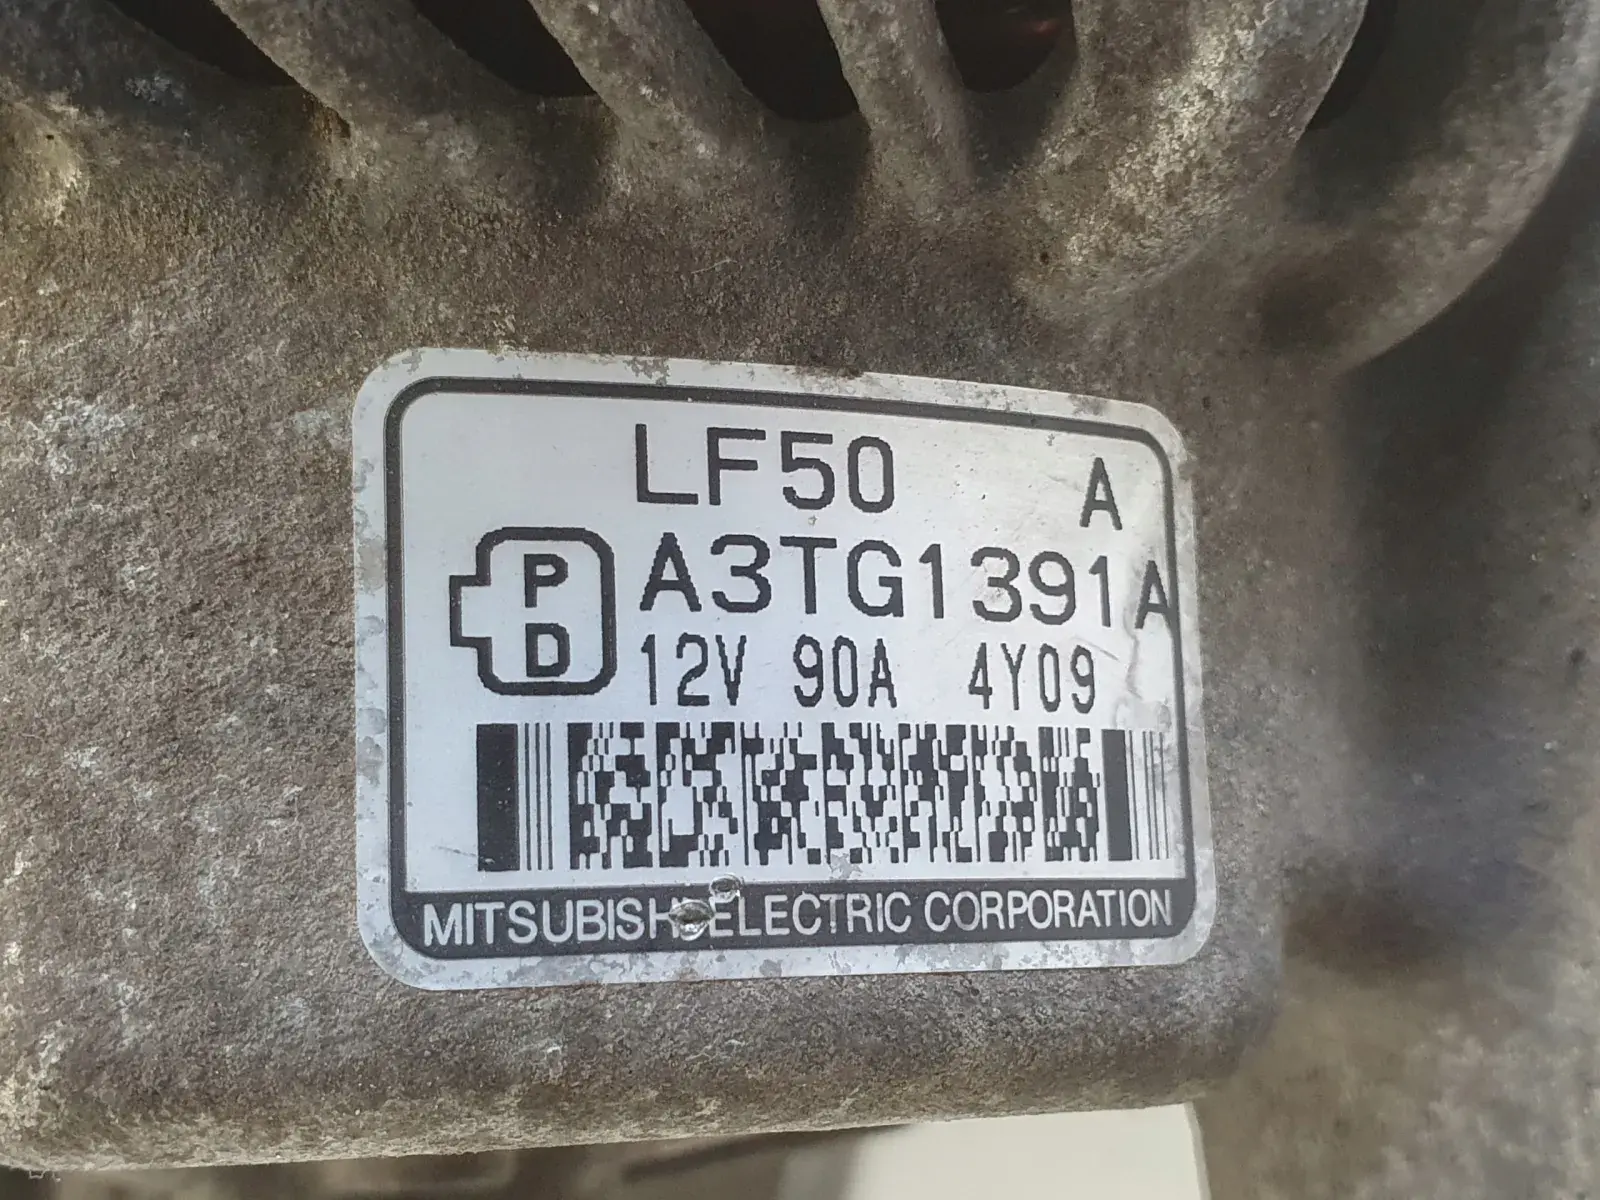 LF50 A
P
D
A3TG1391A
12V 90A 4Y09
MITSUBISHI ELECTRIC CORPORATION